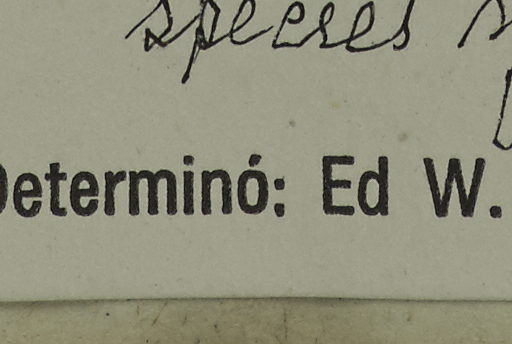 species
Determinó: Ed W.